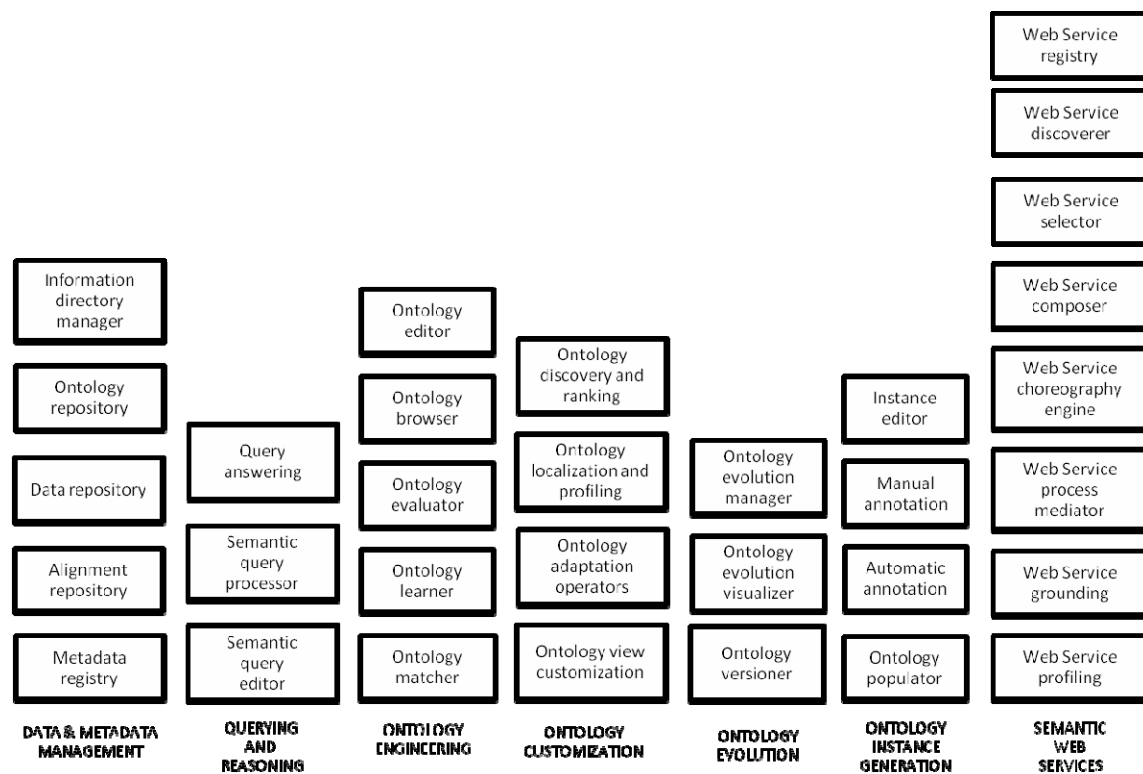 Information
directory
manager
Ontology
repository
Data repository
Alignment
repository
Metadata
registry
DATA & METADATA
MANAGEMENT
Query
answering
Semantic
query
processor
Semantic
query
editor
QUERYING
AND
REASONING
Ontology
editor
Ontology
browser
Ontology
evaluator
Ontology
learner
Ontology
matcher
ONTOLOGY
ENGINEERING
Ontology
discovery and
ranking
Ontology
localization and
profiling
Ontology
adaptation
operators
Ontology view
customization
ONTOLOGY
CUSTOMIZATION
Ontology
evolution
manager
Ontology
evolution
visualizer
Ontology
versioner
ONTOLOGY
EVOLUTION
Instance
editor
Manual
annotation
Automatic
annotation
Ontology
populator
ONTOLOGY
INSTANCE
GENERATION
Web Service
registry
Web Service
discoverer
Web Service
selector
Web Service
composer
Web Service
choreography
engine
Web Service
process
mediator
Web Service
grounding
Web Service
profiling
SEMANTIC
WEB
SERVICES